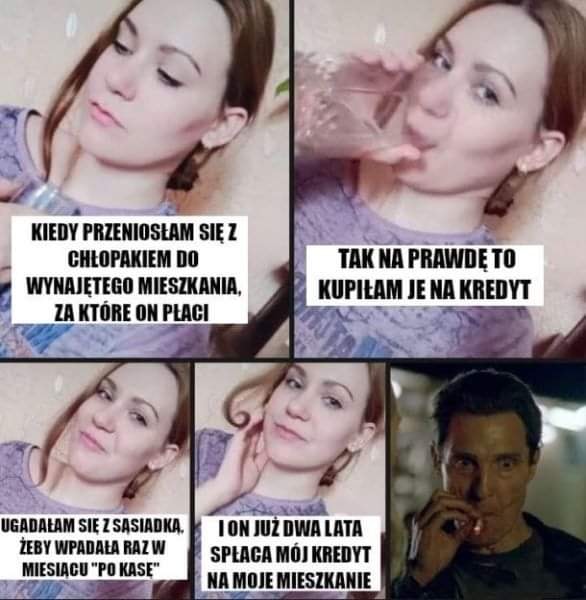 KIEDY PRZENIOSŁAM SIĘ Z
CHŁOPAKIEM DO
WYNAJĘTEGO MIESZKANIA,
ZA KTÓRE ON PŁACI
TAK NA PRAWDĘ TO
KUPIŁAM JE NA KREDYT
UGADAŁAM SIĘ Z SĄSIADKĄ,
ŻEBY WPADAŁA RAZ W
MIESIĄCU "PO KASĘ"
I ON JUŻ DWA LATA
SPŁACA MÓJ KREDYT
NA MOJE MIESZKANIE